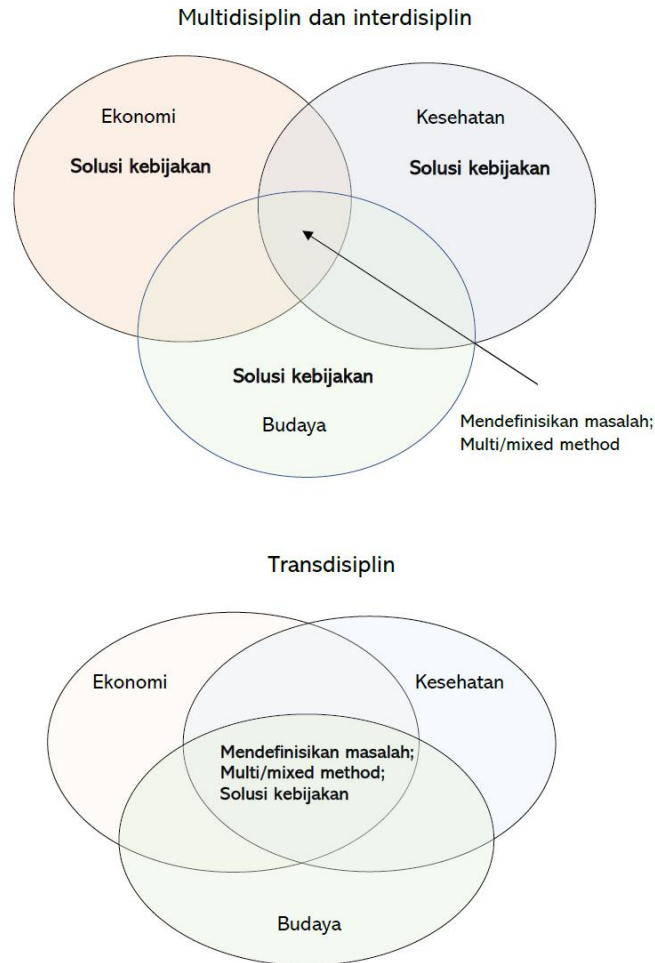 Multidisiplin dan interdisiplin
Ekonomi
Solusi kebijakan
Kesehatan
Solusi kebijakan
Solusi kebijakan
Budaya
Mendefinisikan masalah;
Multi/mixed method
Transdisiplin
Ekonomi
Kesehatan
Mendefinisikan masalah;
Multi/mixed method;
Solusi kebijakan
Budaya